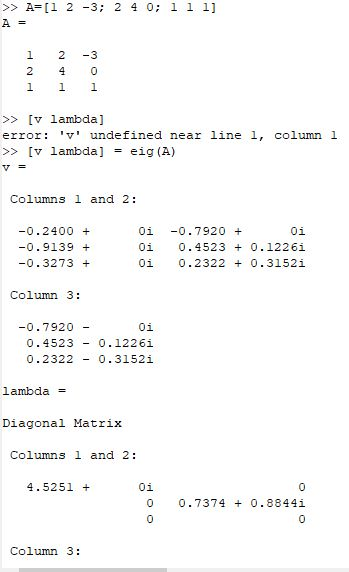 >> A=[1 2 -3; 2 4 0; 1 1 1]
A =
1 2 -3
2 4 0
1 1 1
>> [v lambda]
error: 'v' undefined near line 1, column 1
>> [v lambda] = eig(A)
v =
Columns 1 and 2:
-0.2400 + 0i -0.7920 + 0i
-0.9139 + 0i 0.4523 + 0.1226i
-0.3273 + 0i 0.2322 + 0.3152i
Column 3:
-0.7920 - 0i
0.4523 - 0.1226i
0.2322 - 0.3152i
lambda =
Diagonal Matrix
Columns 1 and 2:
4.5251 + 0i 0
0 0.7374 + 0.8844i
0 0
Column 3: